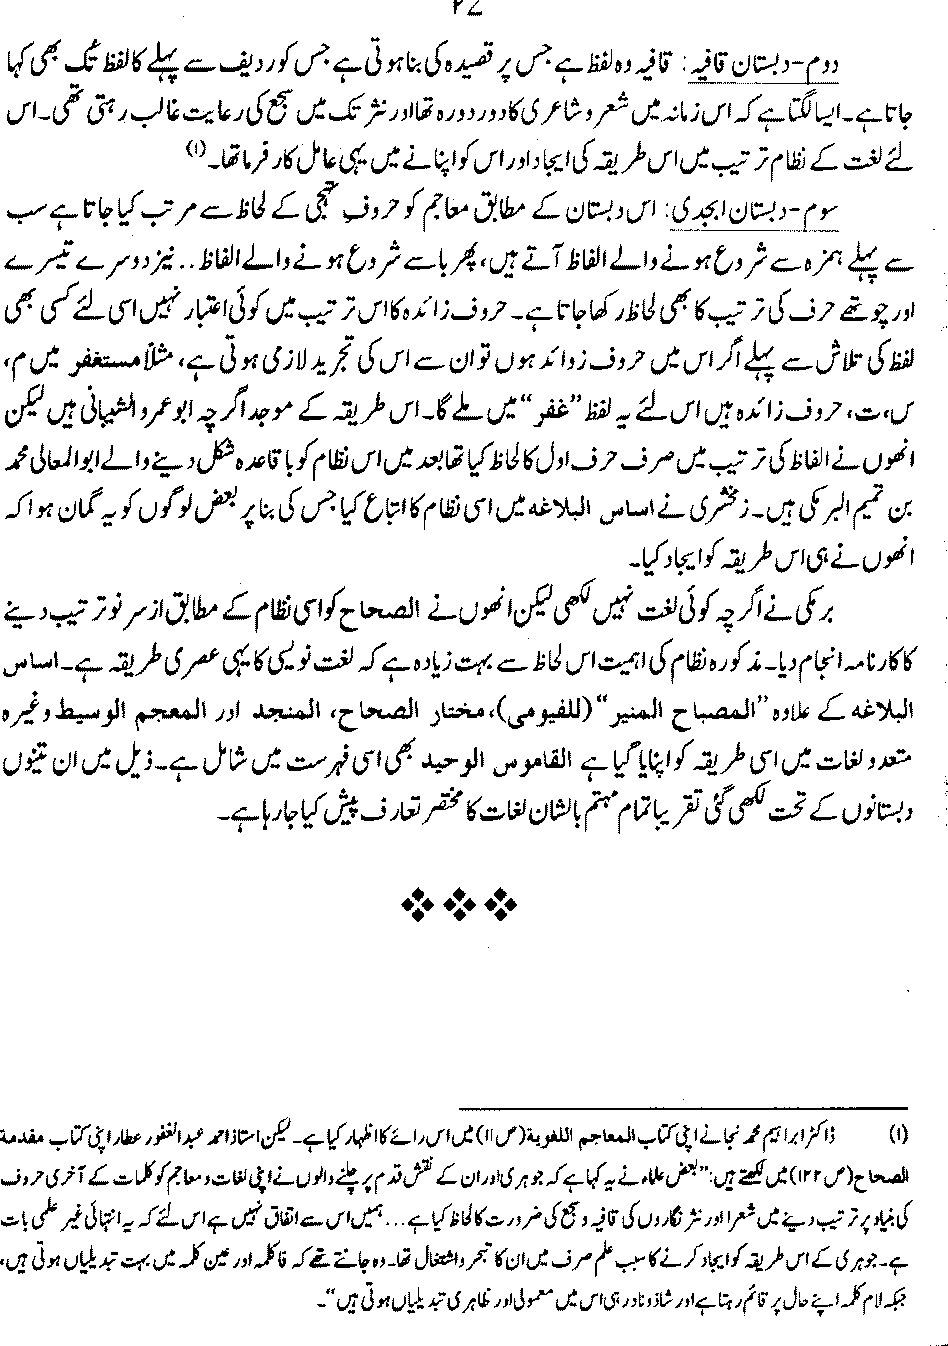 ۲۷
دوم-دبستان قافیہ: قافیہ وہ لفظ ہے جس پر قصیدہ کی بنا ہوتی ہے جس کو ردیف سے پہلے کا لفظ تک بھی کہا
جاتا ہے۔ ایسا لگتا ہے کہ اس زمانہ میں شعر و شاعری کا دور دورہ تھا اور نثر تک میں سجع کی رعایت غالب رہتی تھی۔ اس
لئے لغت کے نظام ترتیب میں اس طریقہ کی ایجاد اور اس کو اپنانے میں یہی عامل کارفرما تھا۔(۱)
سوم-دبستان ابجدی: اس دبستان کے مطابق معاجم کو حروف تہجی کے لحاظ سے مرتب کیا جاتا ہے سب
سے پہلے ہمزہ سے شروع ہونے والے الفاظ آتے ہیں، پھر با سے شروع ہونے والے الفاظ.. نیز دوسرے تیسرے
اور چوتھے حرف کی ترتیب کا بھی لحاظ رکھا جاتا ہے۔ حروف زائدہ کا اس ترتیب میں کوئی اعتبار نہیں اسی لئے کسی بھی
لفظ کی تلاش سے پہلے اگر اس میں حروف زوائد ہوں تو ان سے اس کی تجرید لازمی ہوتی ہے، مثلاً مستغفر میں م،
س، ت، حروف زائدہ ہیں اس لئے یہ لفظ ”غفر“ میں ملے گا۔ اس طریقہ کے موجد اگرچہ ابو عمرو الشیبانی ہیں لیکن
انھوں نے الفاظ کی ترتیب میں صرف حرف اول کا لحاظ کیا تھا بعد میں اس نظام کو باقاعدہ شکل دینے والے ابوالمعالی محمد
بن تمیم البرمکی ہیں۔ زمخشری نے اساس البلاغہ میں اسی نظام کا اتباع کیا جس کی بنا پر بعض لوگوں کو یہ گمان ہوا کہ
انھوں نے ہی اس طریقہ کو ایجاد کیا۔
برمکی نے اگرچہ کوئی لغت نہیں لکھی لیکن انھوں نے الصحاح کو اسی نظام کے مطابق از سر نو ترتیب دینے
کا کارنامہ انجام دیا۔ مذکورہ نظام کی اہمیت اس لحاظ سے بہت زیادہ ہے کہ لغت نویسی کا یہی عصری طریقہ ہے۔ اساس
البلاغہ کے علاوہ ”المصباح المنیر“ (للفیومی)، مختار الصحاح، المنجد اور المعجم الوسیط وغیرہ
متعدد لغات میں اسی طریقہ کو اپنایا گیا ہے القاموس الوحید بھی اسی فہرست میں شامل ہے۔ ذیل میں ان تینوں
دبستانوں کے تحت لکھی گئی تقریبا تمام مہتم بالشان لغات کا مختصر تعارف پیش کیا جا رہا ہے۔
(۱) ڈاکٹر ابراہیم محمد نجا نے اپنی کتاب المعاجم اللغویة (ص ۱۱) میں اس رائے کا اظہار کیا ہے۔ لیکن استاذ احمد عبدالغفور عطار اپنی کتاب مقدمة
الصحاح (ص ۱۲۲) میں لکھتے ہیں: ”بعض علماء نے کہا ہے کہ جوہری اور ان کے نقش قدم پر چلنے والوں نے اپنی لغات و معاجم کو کلمات کے آخری حروف
کی بنیاد پر ترتیب دینے میں شعرا اور نثر نگاروں کی قافیہ و سجع کی ضرورت کا لحاظ کیا ہے... ہمیں اس سے اتفاق نہیں ہے اس لئے کہ یہ انتہائی غیر علمی بات
ہے۔ جوہری کے اس طریقہ کو ایجاد کرنے کا سبب علم صرف میں ان کا تبحر و اشتغال تھا۔ وہ جانتے تھے کہ فا کلمہ اور عین کلمہ میں بہت تبدیلیاں ہوتی ہیں،
جبکہ لام کلمہ اپنے حال پر قائم رہتا ہے اور شاذ و نادر ہی اس میں معمولی اور ظاہری تبدیلیاں ہوتی ہیں“۔